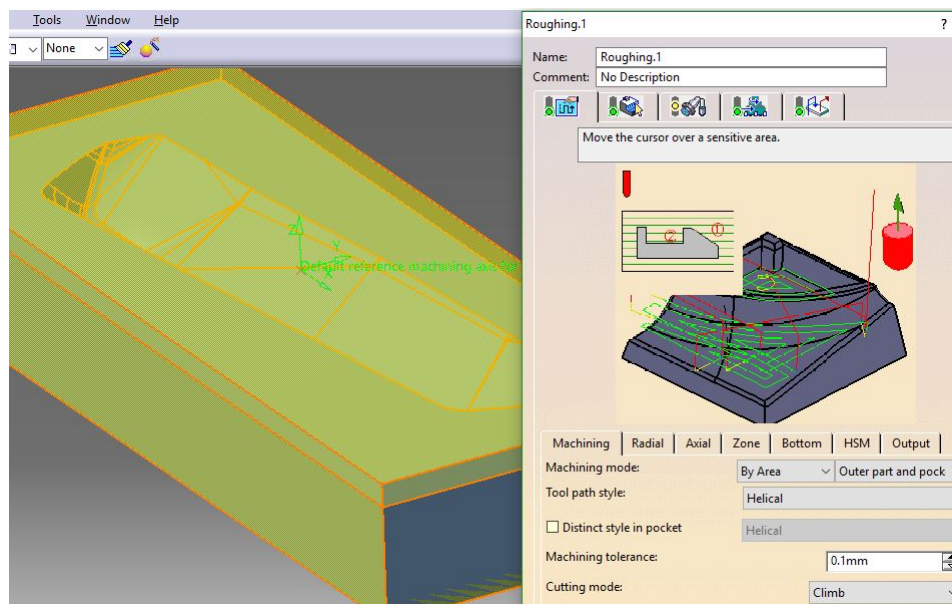 Tools Window Help
None
Z
Y
X
Default reference machining axis for
Roughing.1 ?
Name: Roughing.1
Comment: No Description
Move the cursor over a sensitive area.
① ②
Machining Radial Axial Zone Bottom HSM Output
Machining mode: By Area Outer part and pock
Tool path style: Helical
Distinct style in pocket Helical
Machining tolerance: 0.1mm
Cutting mode: Climb